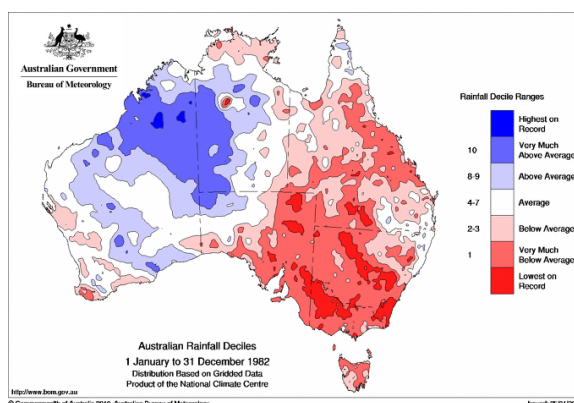 Australian Government
Bureau of Meteorology
Rainfall Decile Ranges
Highest on
Record
10
Very Much
Above Average
8-9
Above Average
4-7
Average
2-3
Below Average
1
Very Much
Below Average
Lowest on
Record
Australian Rainfall Deciles
1 January to 31 December 1982
Distribution Based on Gridded Data
Product of the National Climate Centre
http://www.bom.gov.au